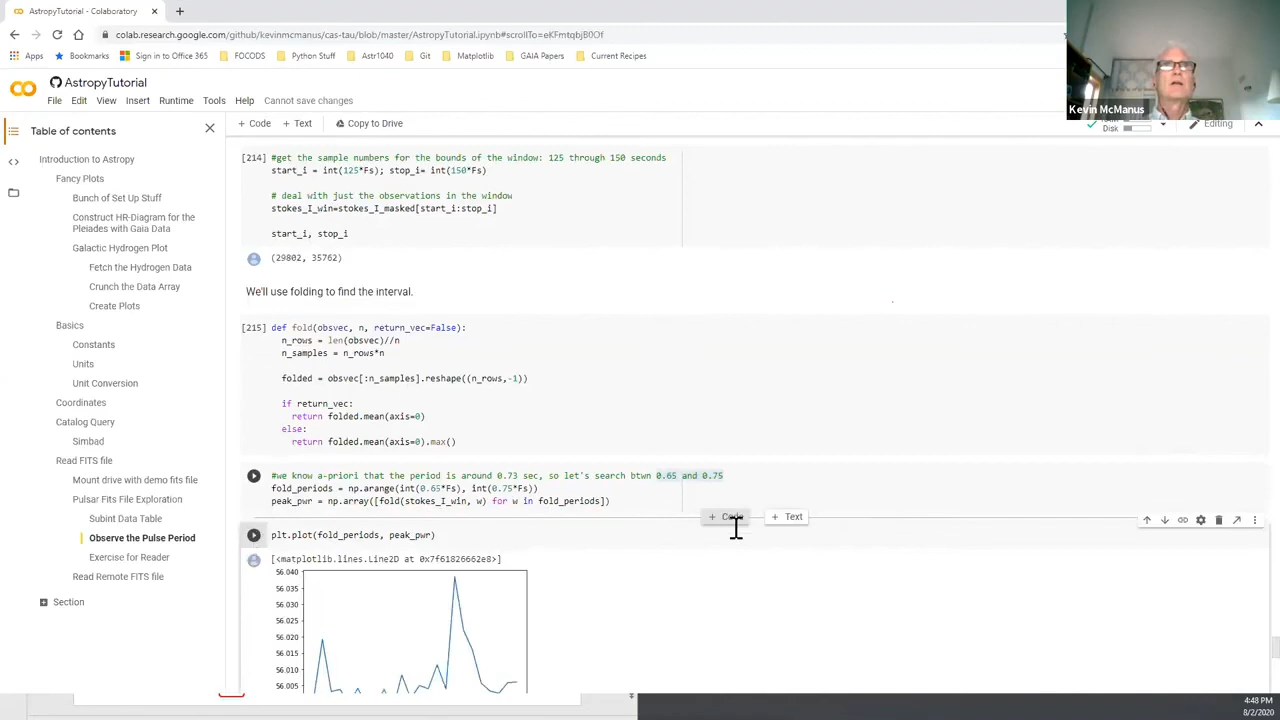 AstropyTutorial - Colaboratory
colab.research.google.com/github/kevinmcmanus/cas-tau/blob/master/AstropyTutorial.ipynb#scrollTo=eKFmtqbjB0Of
Apps Bookmarks Sign in to Office 365 FOCODS Python Stuff Astr1040 Git Matplotlib GAIA Papers Current Recipes
AstropyTutorial
File Edit View Insert Runtime Tools Help Cannot save changes
Kevin McManus
Disk
Editing
Table of contents
+ Code + Text Copy to Drive
Introduction to Astropy
Fancy Plots
Bunch of Set Up Stuff
Construct HR-Diagram for the
Pleiades with Gaia Data
Galactic Hydrogen Plot
Fetch the Hydrogen Data
Crunch the Data Array
Create Plots
Basics
Constants
Units
Unit Conversion
Coordinates
Catalog Query
Simbad
Read FITS file
Mount drive with demo fits file
Pulsar Fits File Exploration
Subint Data Table
Observe the Pulse Period
Exercise for Reader
Read Remote FITS file
Section
[214] #get the sample numbers for the bounds of the window: 125 through 150 seconds
start_i = int(125*Fs); stop_i= int(150*Fs)
# deal with just the observations in the window
stokes_I_win=stokes_I_masked[start_i:stop_i]
start_i, stop_i
(29802, 35762)
We'll use folding to find the interval.
[215] def fold(obsvec, n, return_vec=False):
n_rows = len(obsvec)//n
n_samples = n_rows*n
folded = obsvec[:n_samples].reshape((n_rows,-1))
if return_vec:
return folded.mean(axis=0)
else:
return folded.mean(axis=0).max()
#we know a-priori that the period is around 0.73 sec, so let's search btwn 0.65 and 0.75
fold_periods = np.arange(int(0.65*Fs), int(0.75*Fs))
peak_pwr = np.array([fold(stokes_I_win, w) for w in fold_periods])
+ Code + Text
plt.plot(fold_periods, peak_pwr)
[<matplotlib.lines.Line2D at 0x7f61826662e8>]
56.040
56.035
56.030
56.025
56.020
56.015
56.010
56.005
4:48 PM
8/2/2020